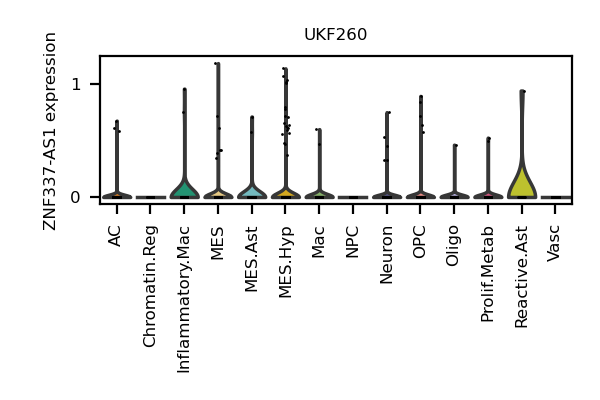 UKF260
ZNF337-AS1 expression
1
0
AC
Chromatin.Reg
Inflammatory.Mac
MES
MES.Ast
MES.Hyp
Mac
NPC
Neuron
OPC
Oligo
Prolif.Metab
Reactive.Ast
Vasc